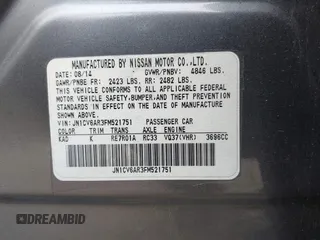 MANUFACTURED BY NISSAN MOTOR CO.,LTD.
DATE: 08/14 GVWR/PNBV: 4846 LBS.
GAWR/PNBE FR: 2423 LBS. RR: 2482 LBS.
THIS VEHICLE CONFORMS TO ALL APPLICABLE FEDERAL
MOTOR VEHICLE SAFETY, BUMPER, AND THEFT PREVENTION
STANDARDS IN EFFECT ON THE DATE OF MANUFACTURE
SHOWN ABOVE.
VIN: JN1CV6AR3FM521751 PASSENGER CAR
COLOR TRIM TRANS AXLE ENGINE
KAD K RE7R01A RC33 VQ37(VHR) 3696CC
JN1CV6AR3FM521751
DREAMBID